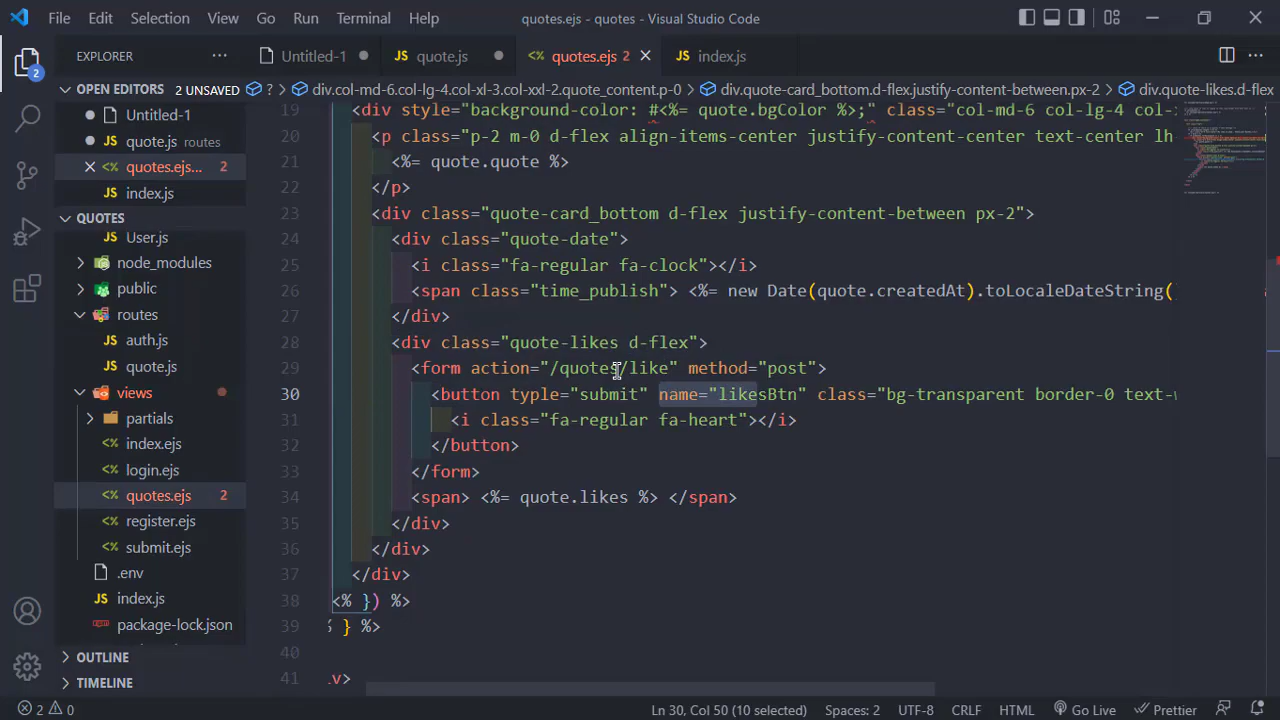 File Edit Selection View Go Run Terminal Help quotes.ejs - quotes - Visual Studio Code
EXPLORER
Untitled-1 quote.js quotes.ejs 2 index.js
OPEN EDITORS 2 UNSAVED
? div.col-md-6.col-lg-4.col-xl-3.col-xxl-2.quote_content.p-0 div.quote-card_bottom.d-flex.justify-content-between.px-2 div.quote-likes.d-flex
Untitled-1
quote.js routes
quotes.ejs... 2
index.js
QUOTES
User.js
node_modules
public
routes
auth.js
quote.js
views
partials
index.ejs
login.ejs
quotes.ejs 2
register.ejs
submit.ejs
.env
index.js
package-lock.json
OUTLINE
TIMELINE
19 <div style="background-color: #<%= quote.bgColor %>;" class="col-md-6 col-lg-4 col-
20 <p class="p-2 m-0 d-flex align-items-center justify-content-center text-center lh
21 <%= quote.quote %>
22 </p>
23 <div class="quote-card_bottom d-flex justify-content-between px-2">
24 <div class="quote-date">
25 <i class="fa-regular fa-clock"></i>
26 <span class="time_publish"> <%= new Date(quote.createdAt).toLocaleDateString()
27 </div>
28 <div class="quote-likes d-flex">
29 <form action="/quotes/like" method="post">
30 <button typle="submit" name="likesBtn" class="bg-transparent border-0 text-w
31 <i class="fa-regular fa-heart"></i>
32 </button>
33 </form>
34 <span> <%= quote.likes %> </span>
35 </div>
36 </div>
37 </div>
38 <% }) %>
39 % } %>
40
41 iv>
2 0 Ln 30, Col 50 (10 selected) Spaces: 2 UTF-8 CRLF HTML Go Live Prettier
2